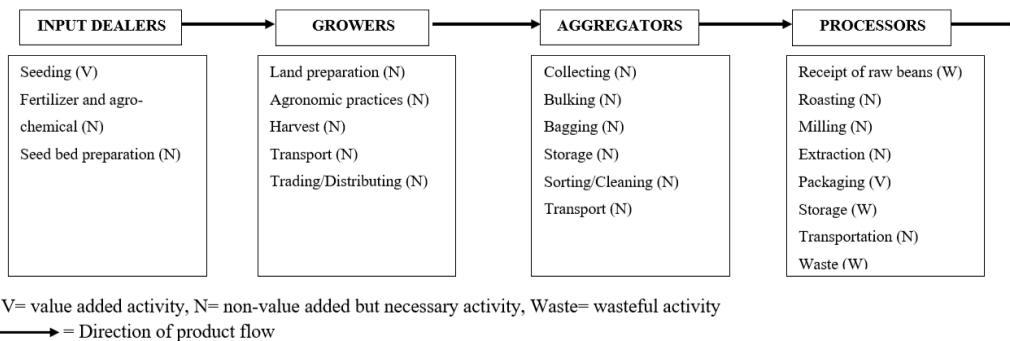 INPUT DEALERS
GROWERS
AGGREGATORS
PROCESSORS
Seeding (V)
Fertilizer and agro-
chemical (N)
Seed bed preparation (N)
Land preparation (N)
Agronomic practices (N)
Harvest (N)
Transport (N)
Trading/Distributing (N)
Collecting (N)
Bulking (N)
Bagging (N)
Storage (N)
Sorting/Cleaning (N)
Transport (N)
Receipt of raw beans (W)
Roasting (N)
Milling (N)
Extraction (N)
Packaging (V)
Storage (W)
Transportation (N)
Waste (W)
V= value added activity, N= non-value added but necessary activity, Waste= wasteful activity
= Direction of product flow